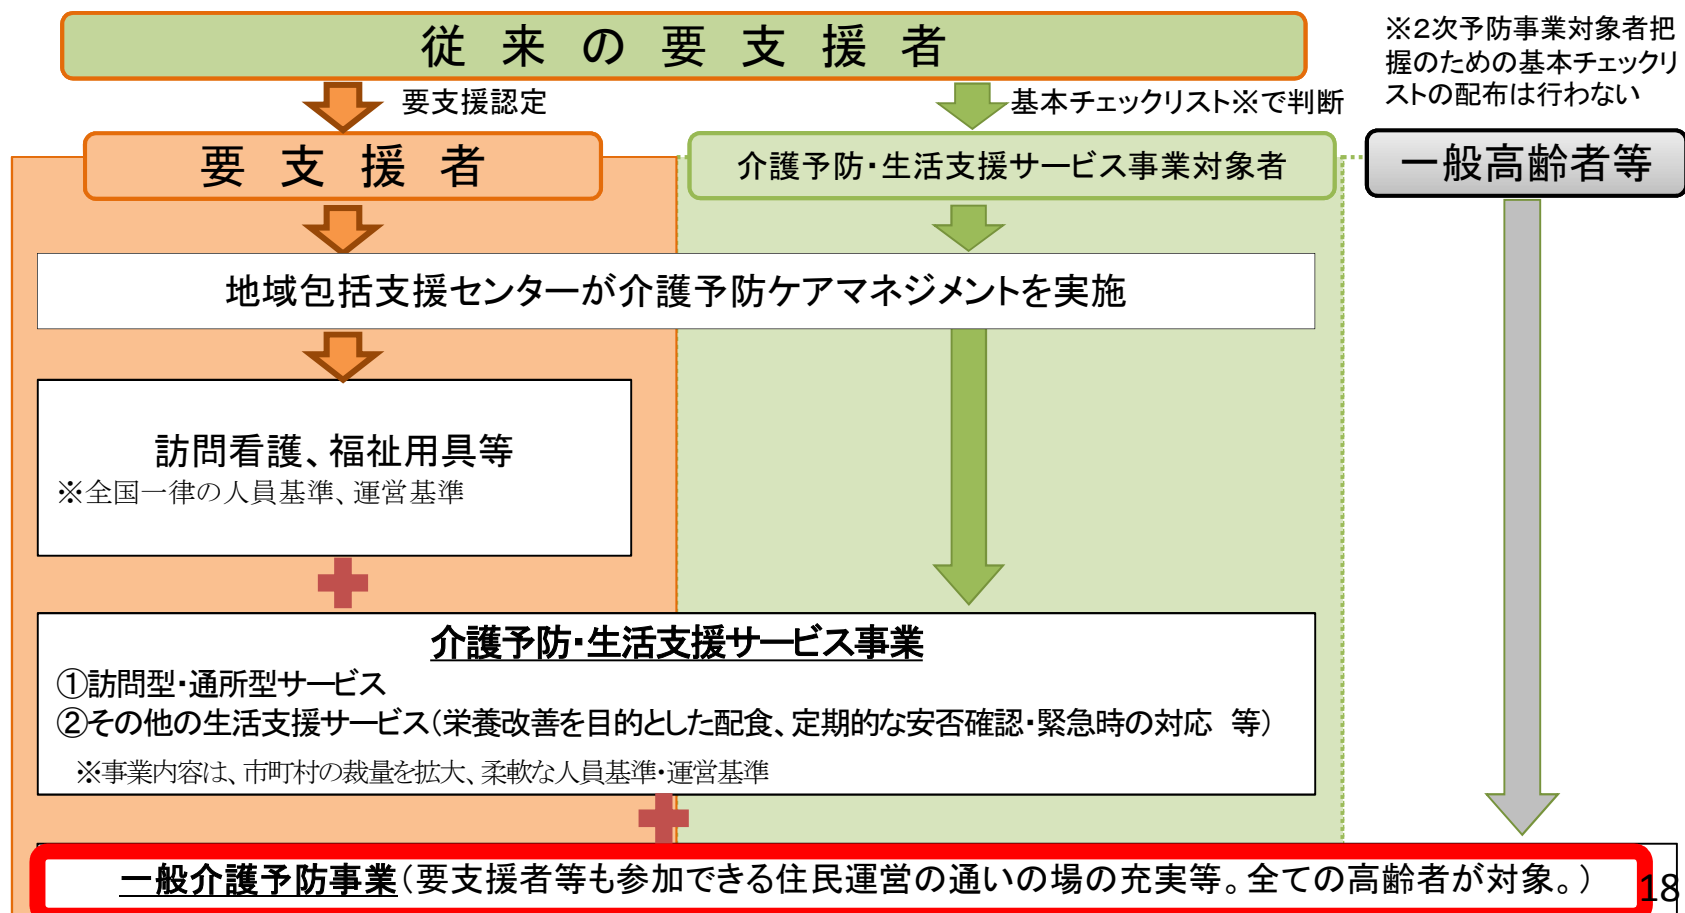 従来の要支援者
※２次予防事業対象者把
握のための基本チェックリ
ストの配布は行わない
要支援認定
基本チェックリスト※で判断
要支援者
介護予防・生活支援サービス事業対象者
一般高齢者等
地域包括支援センターが介護予防ケアマネジメントを実施
訪問看護、福祉用具等
※全国一律の人員基準、運営基準
介護予防・生活支援サービス事業
①訪問型・通所型サービス
②その他の生活支援サービス（栄養改善を目的とした配食、定期的な安否確認・緊急時の対応　等）
※事業内容は、市町村の裁量を拡大、柔軟な人員基準・運営基準
一般介護予防事業（要支援者等も参加できる住民運営の通いの場の充実等。全ての高齢者が対象。）
18